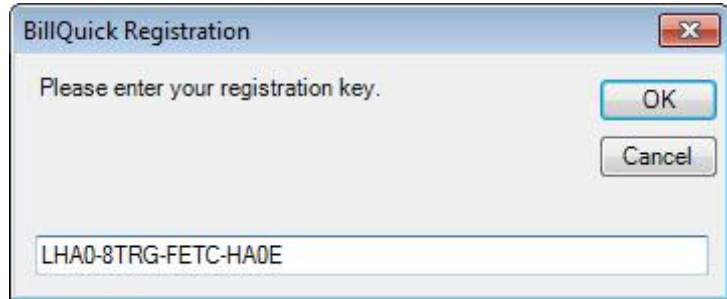 BillQuick Registration
Please enter your registration key.
OK
Cancel
LHA0-8TRG-FETC-HA0E